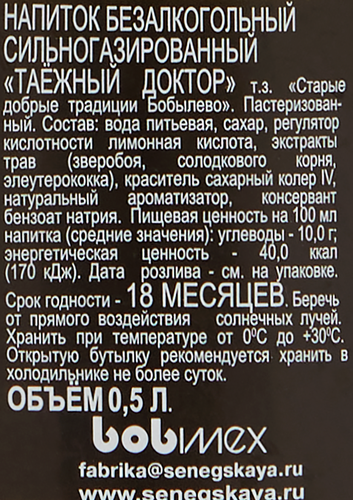 НАПИТОК БЕЗАЛКОГОЛЬНЫЙ
СИЛЬНОГАЗИРОВАННЫЙ
«ТАЁЖНЫЙ ДОКТОР» т.з. «Старые
добрые традиции Бобылево». Пастеризован-
ный. Состав: вода питьевая, сахар, регулятор
кислотности лимонная кислота, экстракты
трав (зверобоя, солодкового корня,
элеутерококка), краситель сахарный колер IV,
натуральный ароматизатор, консервант
бензоат натрия. Пищевая ценность на 100 мл
напитка (средние значения): углеводы - 10,0 г;
энергетическая ценность - 40,0 ккал
(170 кДж). Дата розлива - см. на упаковке.
Срок годности - 18 МЕСЯЦЕВ. Беречь
от прямого воздействия солнечных лучей.
Хранить при температуре от 0⁰С до +30⁰С.
Открытую бутылку рекомендуется хранить в
холодильнике не более суток.
ОБЪЁМ 0,5 Л.
bobimex
fabrika@senegskaya.ru
www.senegskaya.ru